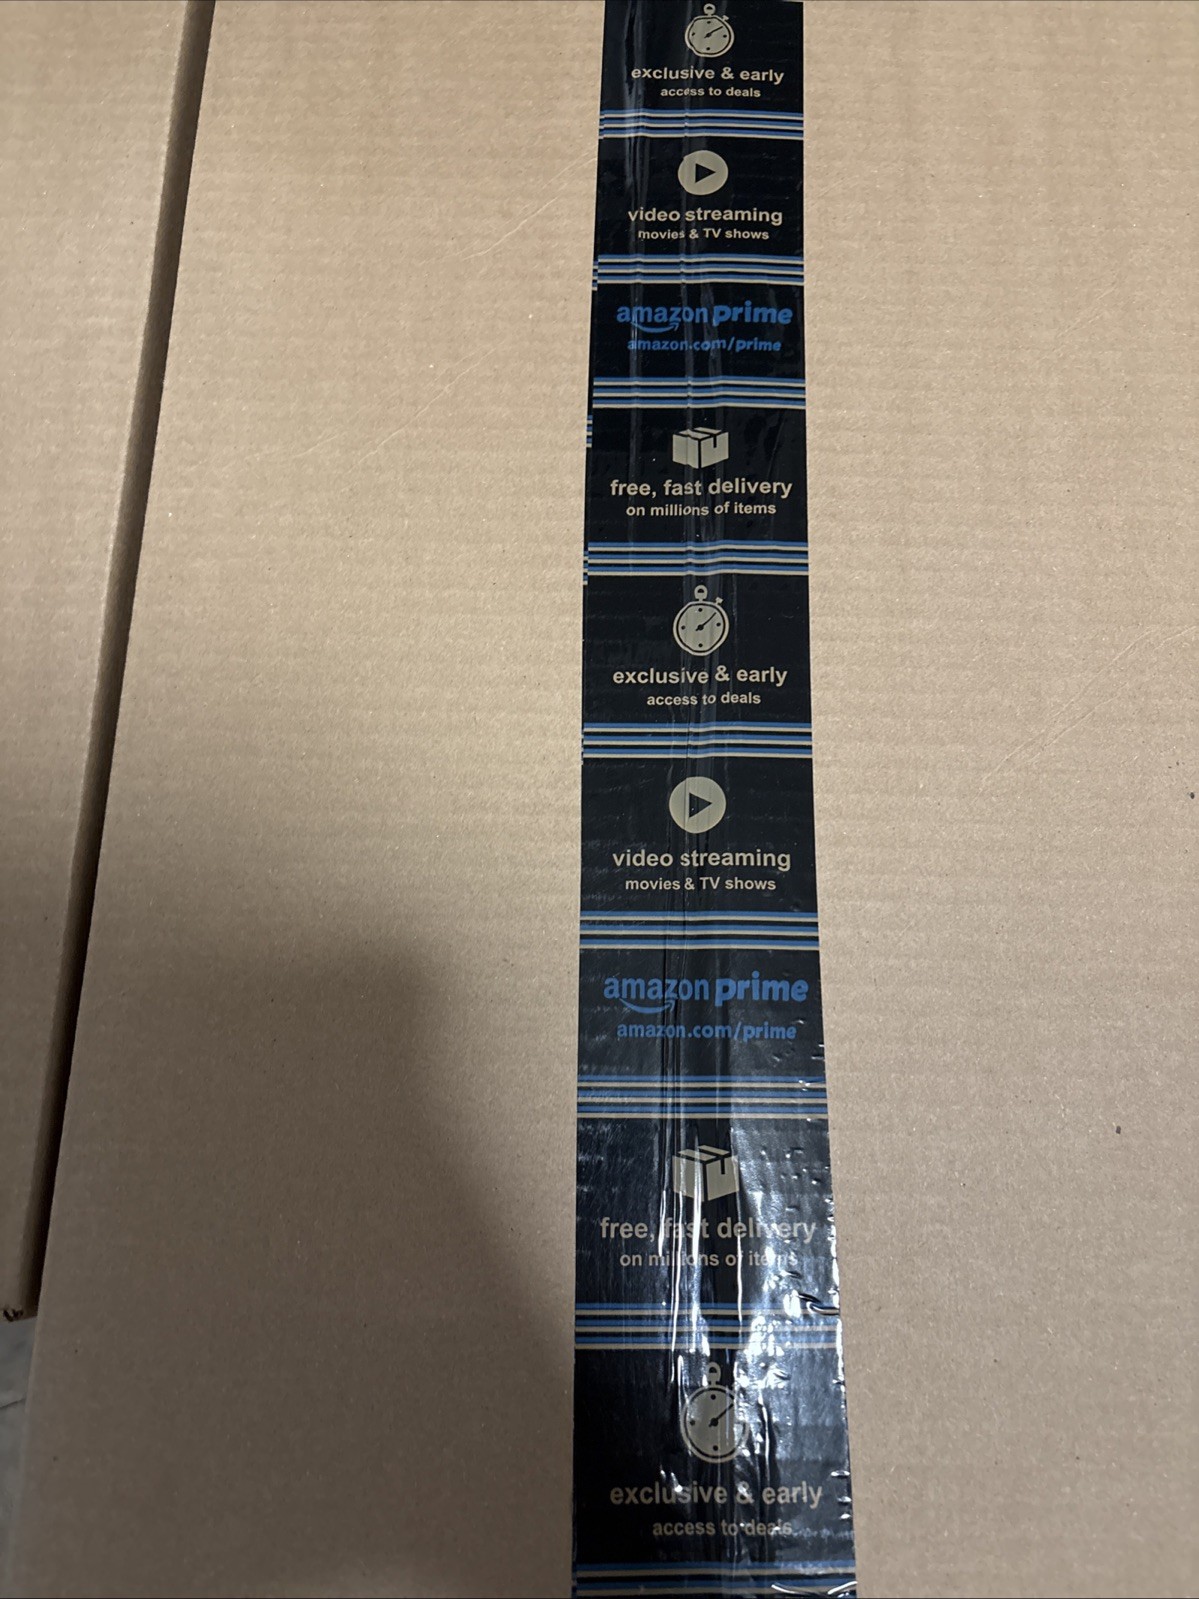 exclusive & early
access to deals
video streaming
movies & TV shows
amazon prime
amazon.com/prime
free, fast delivery
on millions of items
exclusive & early
access to deals
video streaming
movies & TV shows
amazon prime
amazon.com/prime
free, fast delivery
on millions of items
exclusive & early
access to deals